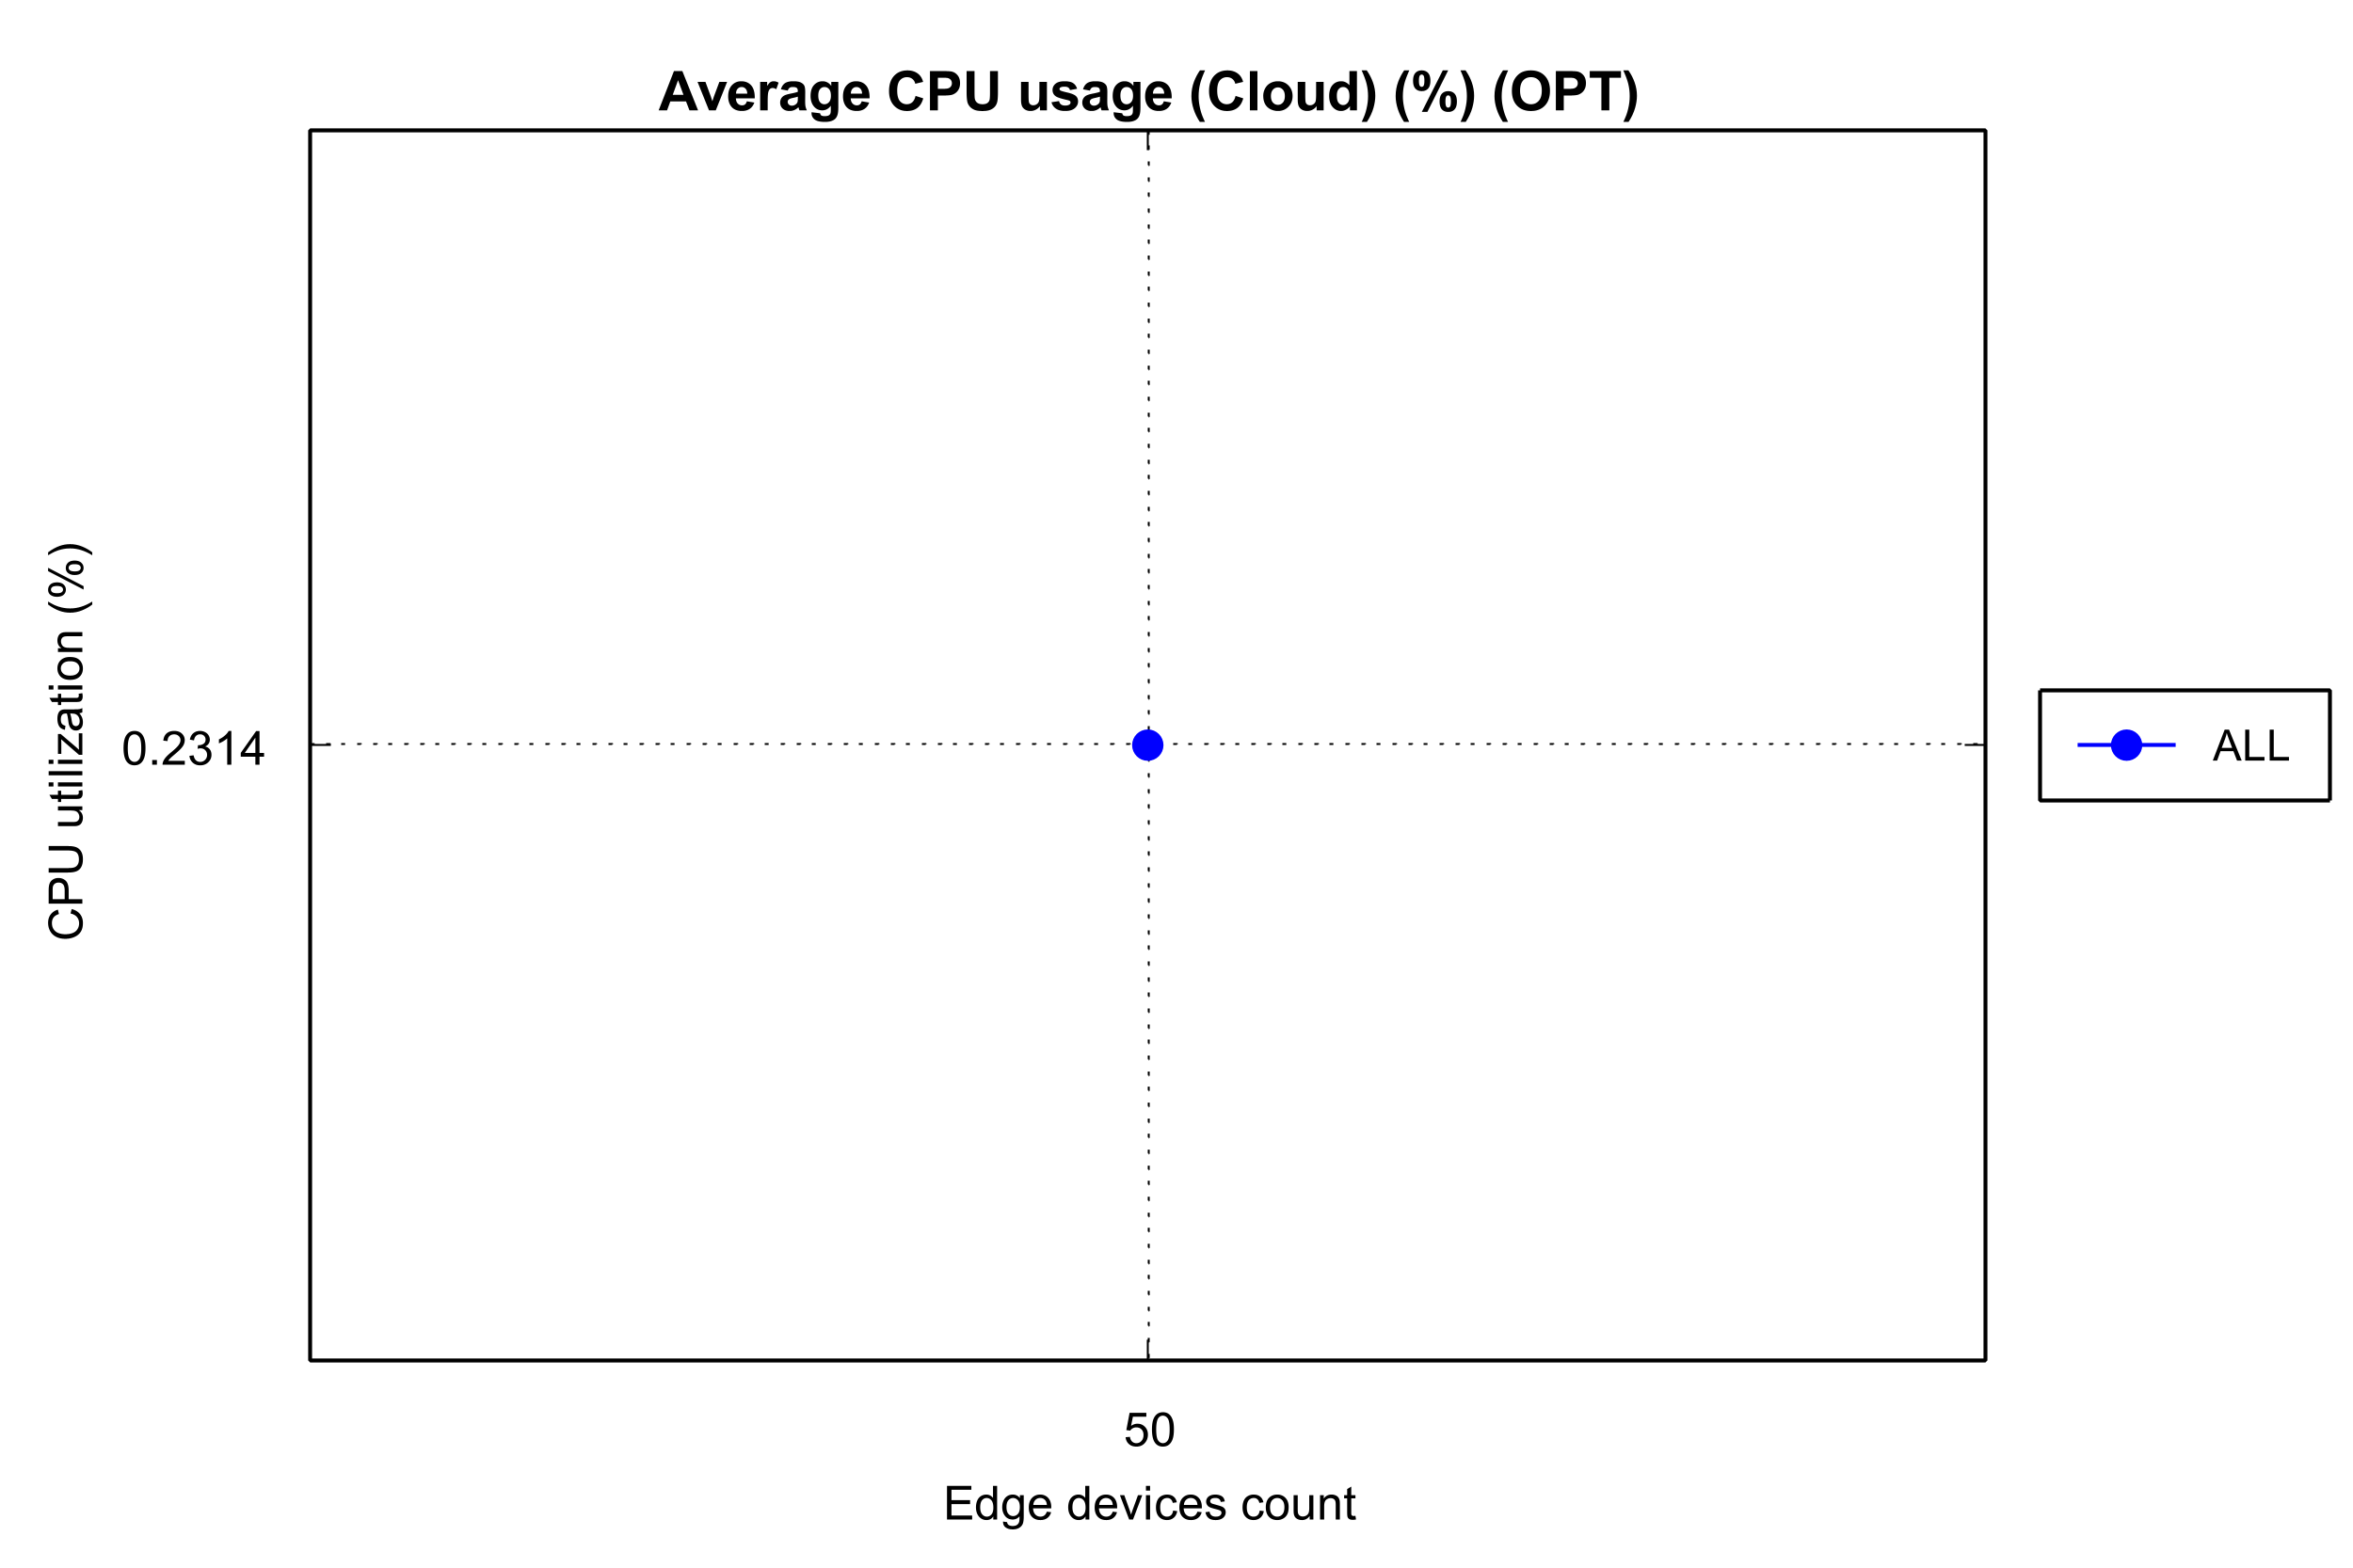 Average CPU usage (Cloud) (%) (OPT)
CPU utilization (%)
0.2314
ALL
50
Edge devices count